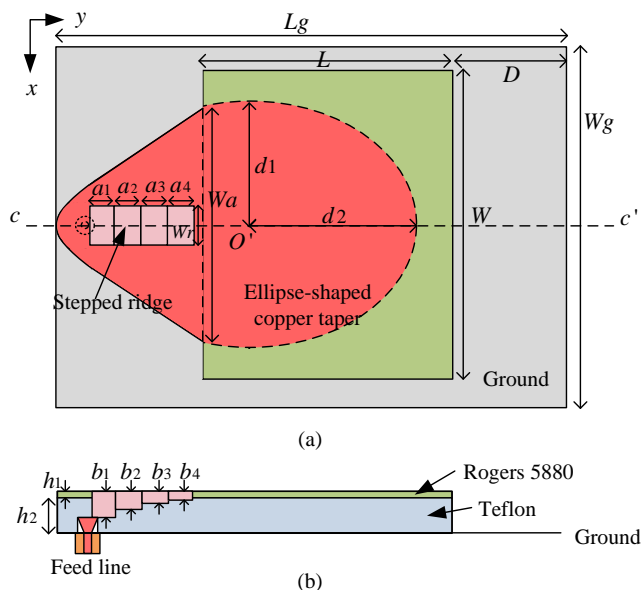 y
Lg
x
L
D
Wg
d1
a1 a2 a3 a4
Wa
c
d2
W
c'
Wr
O'
Stepped ridge
Ellipse-shaped
copper taper
Ground
(a)
h1
b1 b2 b3 b4
Rogers 5880
h2
Teflon
Ground
Feed line
(b)